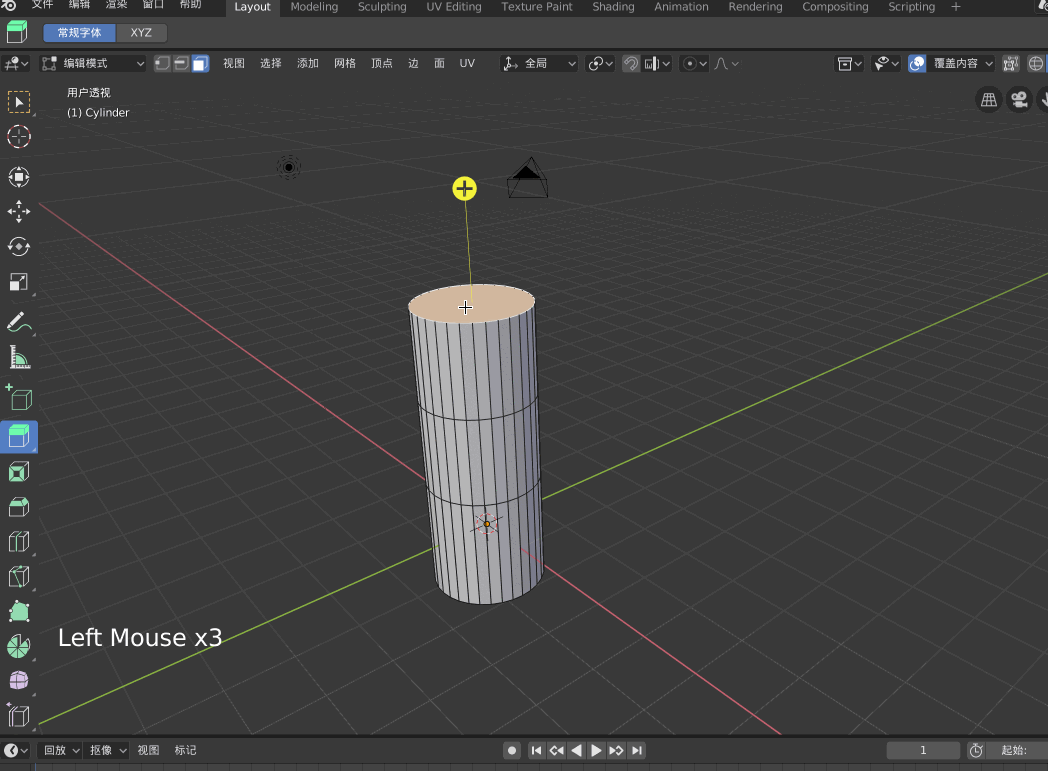 文件 编辑 渲染 窗口 帮助 Layout Modeling Sculpting UV Editing Texture Paint Shading Animation Rendering Compositing Scripting +
常规字体 XYZ
编辑模式 视图 选择 添加 网格 顶点 边 面 UV 全局 覆盖内容
用户透视
(1) Cylinder
Left Mouse x3
回放 抠像 视图 标记 1 起始: